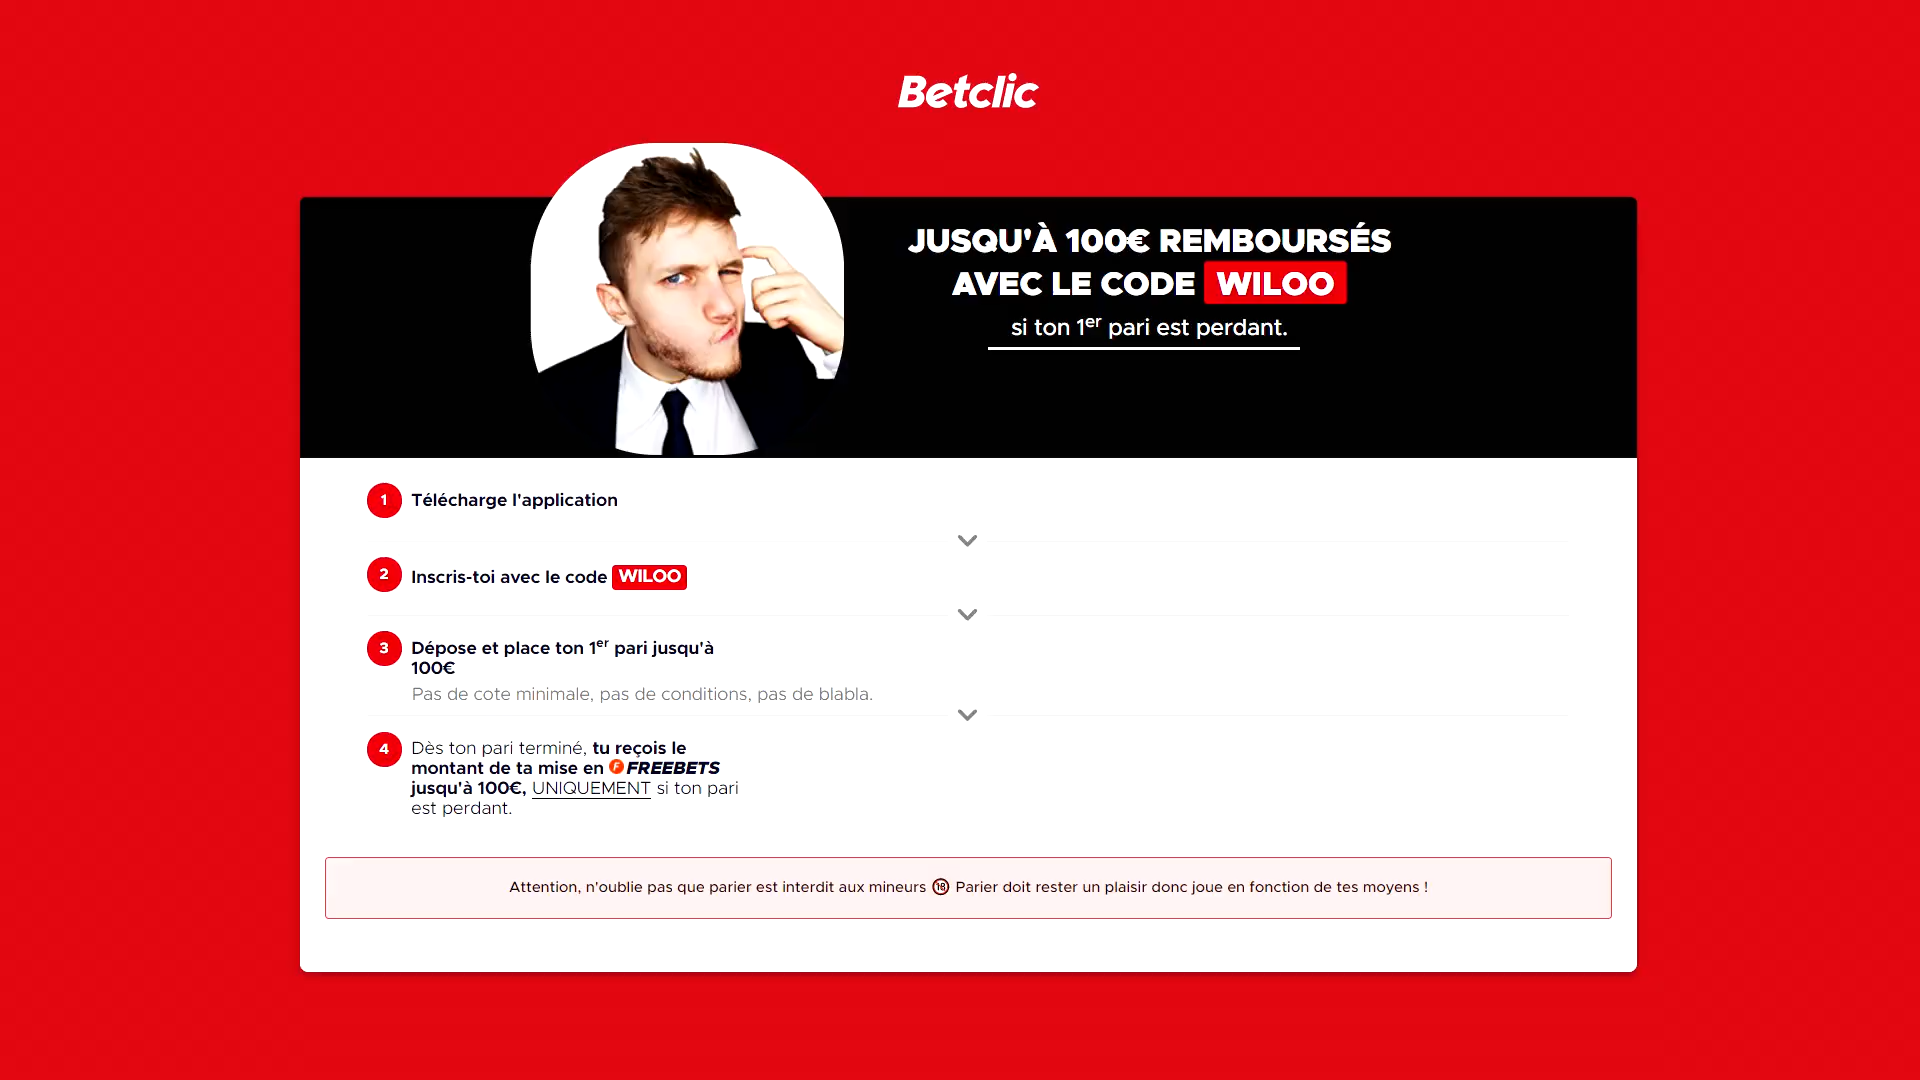 Betclic
JUSQU'À 100€ REMBOURSÉS
AVEC LE CODE WILOO
si ton 1er pari est perdant.
1 Télécharge l'application
2 Inscris-toi avec le code WILOO
3 Dépose et place ton 1er pari jusqu'à
100€
Pas de cote minimale, pas de conditions, pas de blabla.
4 Dès ton pari terminé, tu reçois le
montant de ta mise en F FREEBETS
jusqu'à 100€, UNIQUEMENT si ton pari
est perdant.
Attention, n'oublie pas que parier est interdit aux mineurs 18 Parier doit rester un plaisir donc joue en fonction de tes moyens !